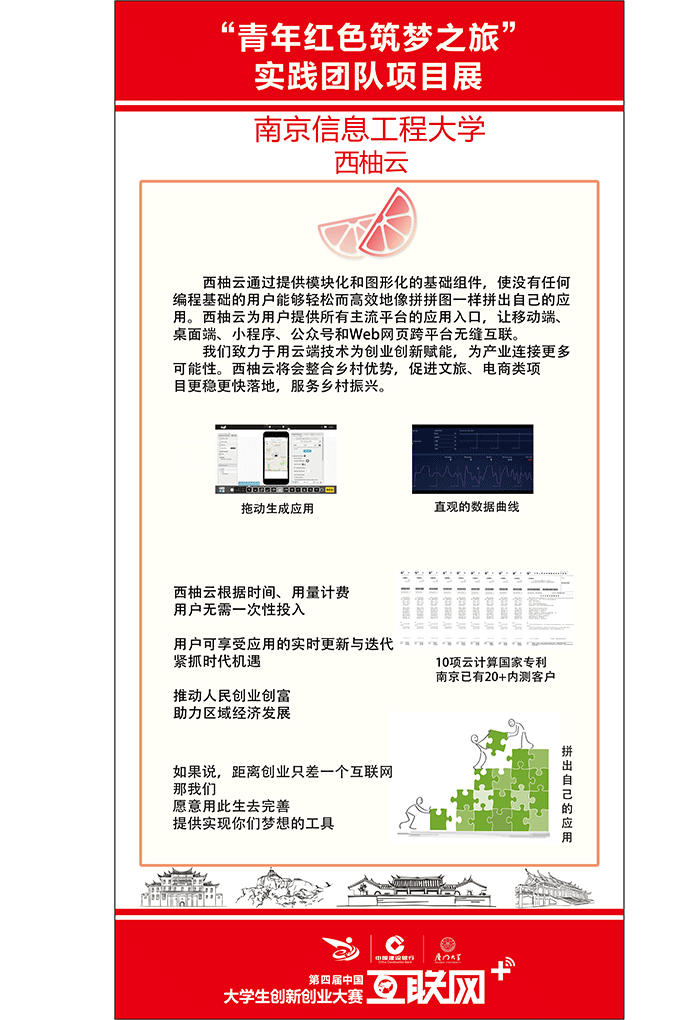 “青年红色筑梦之旅”
实践团队项目展
南京信息工程大学
西柚云
西柚云通过提供模块化和图形化的基础组件，使没有任何
编程基础的用户能够轻松而高效地像拼拼图一样拼出自己的应
用。西柚云为用户提供所有主流平台的应用入口，让移动端、
桌面端、小程序、公众号和Web网页跨平台无缝互联。
我们致力于用云端技术为创业创新赋能，为产业连接更多
可能性。西柚云将会整合乡村优势，促进文旅、电商类项
目更稳更快落地，服务乡村振兴。
拖动生成应用
直观的数据曲线
西柚云根据时间、用量计费
用户无需一次性投入
用户可享受应用的实时更新与迭代
紧抓时代机遇
10项云计算国家专利
南京已有20+内测客户
推动人民创业创富
助力区域经济发展
如果说，距离创业只差一个互联网
那我们
愿意用此生去完善
提供实现你们梦想的工具
拼出自己的应用
中国建设银行
China Construction Bank
厦门大学
第四届中国
大学生创新创业大赛
互联网+